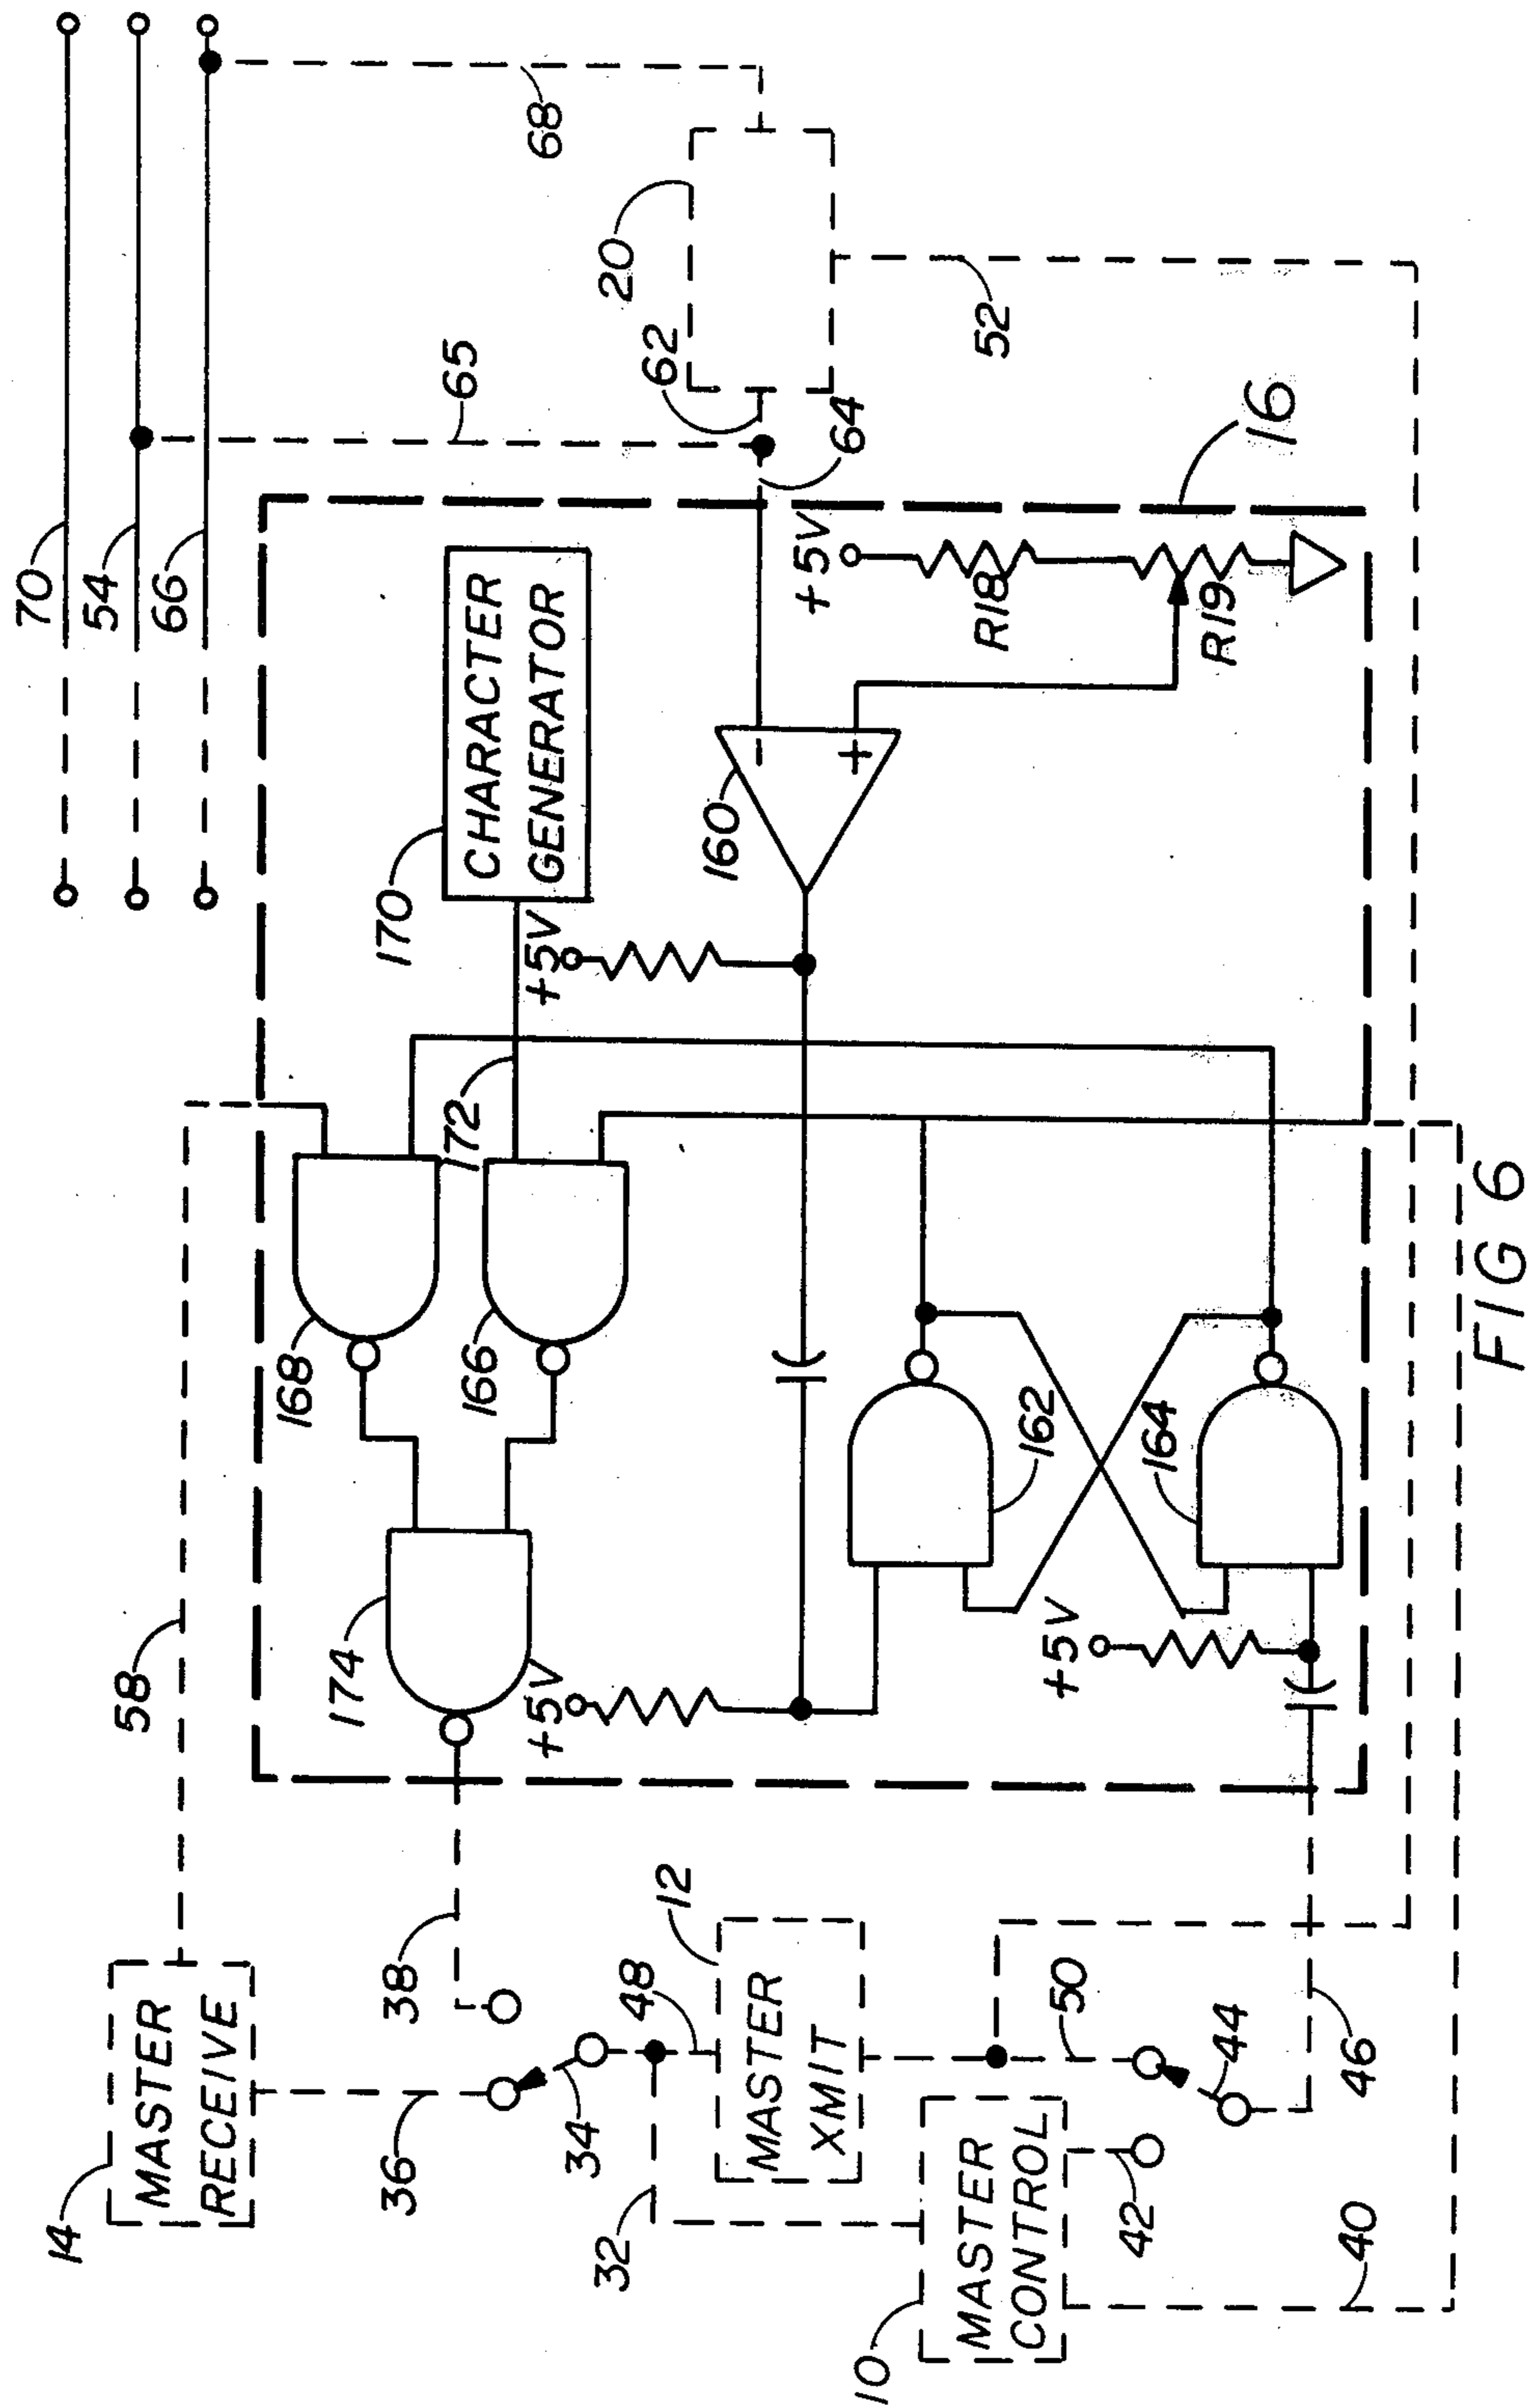 70
54
66
68
65
20
62
64
52
16
CHARACTER
GENERATOR
170
+5V
R18
R19
160
−
+
+5V
172
168
166
162
164
58
174
+5V
+5V
MASTER
RECEIVE
14
36
38
34
48
12
MASTER
XMIT
32
50
44
46
MASTER
CONTROL
10
42
40
FIG 6